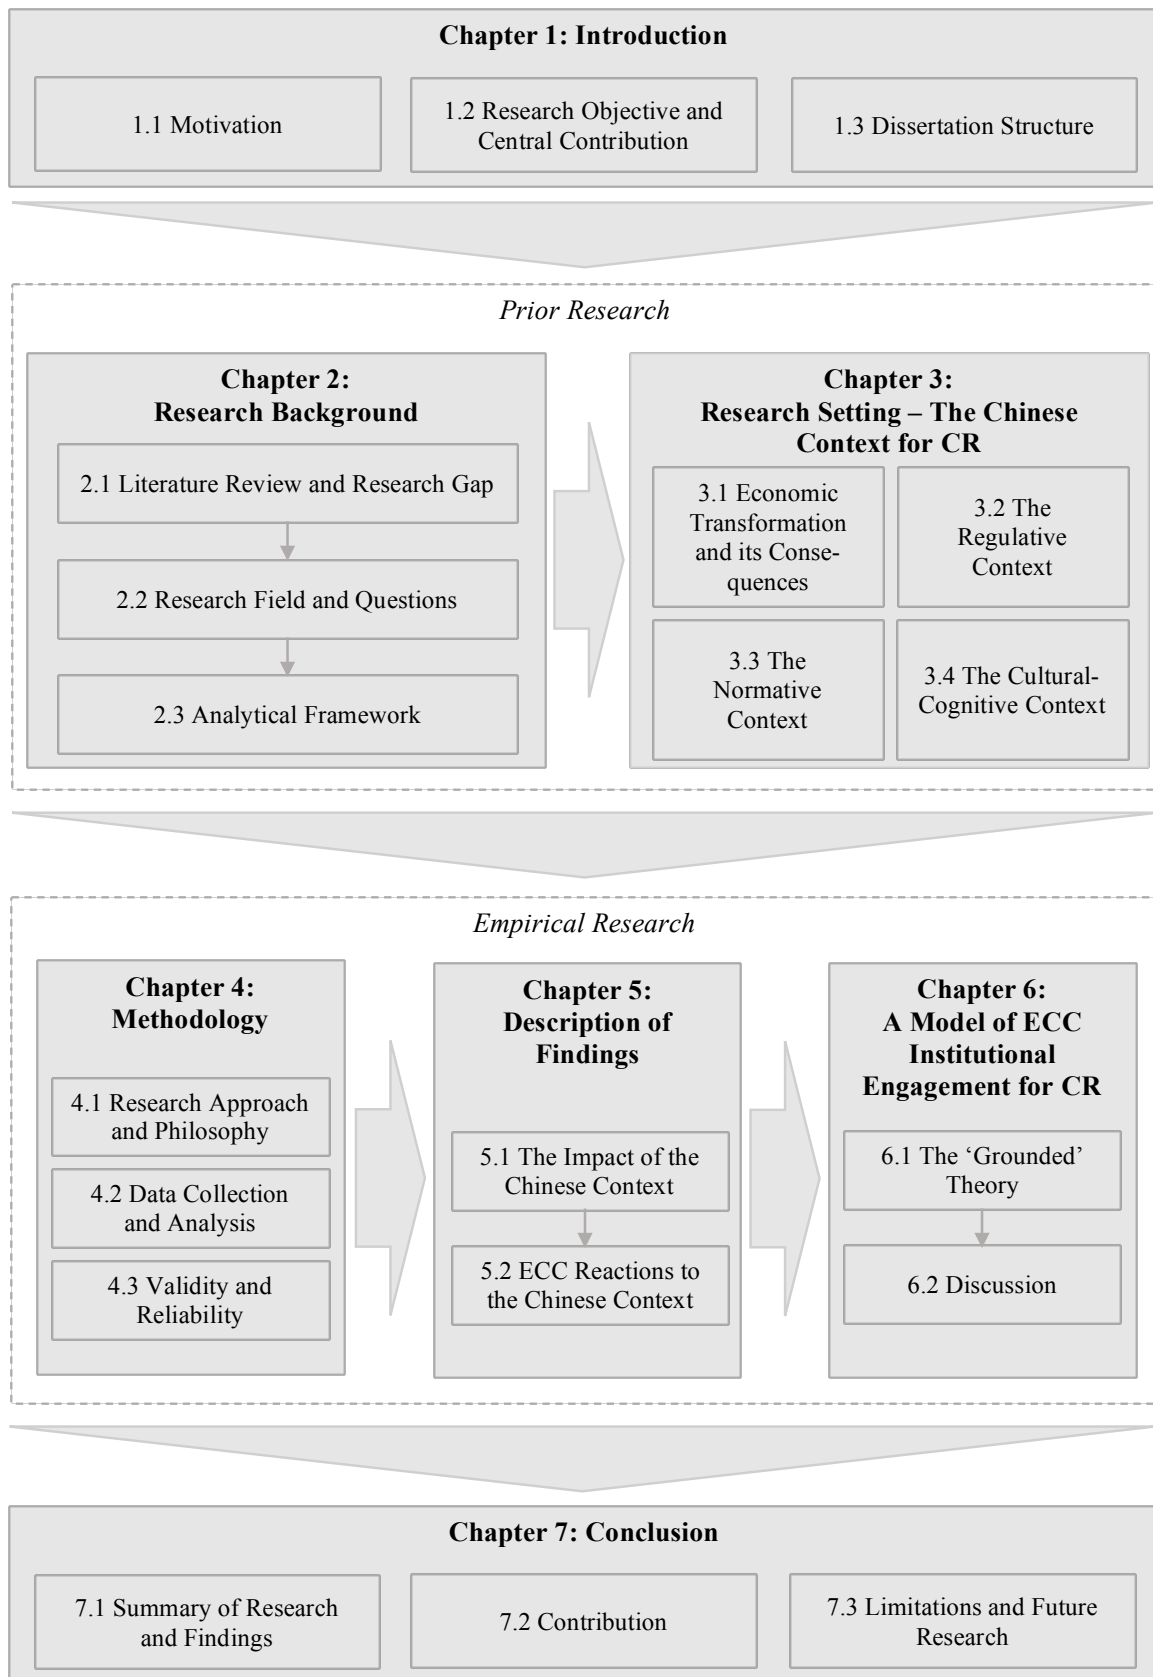 Chapter 1: Introduction
1.1 Motivation
1.2 Research Objective and
Central Contribution
1.3 Dissertation Structure
Prior Research
Chapter 2:
Research Background
2.1 Literature Review and Research Gap
2.2 Research Field and Questions
2.3 Analytical Framework
Chapter 3:
Research Setting – The Chinese
Context for CR
3.1 Economic
Transformation
and its Conse-
quences
3.2 The
Regulative
Context
3.3 The
Normative
Context
3.4 The Cultural-
Cognitive Context
Empirical Research
Chapter 4:
Methodology
4.1 Research Approach
and Philosophy
4.2 Data Collection
and Analysis
4.3 Validity and
Reliability
Chapter 5:
Description of
Findings
5.1 The Impact of the
Chinese Context
5.2 ECC Reactions to
the Chinese Context
Chapter 6:
A Model of ECC
Institutional
Engagement for CR
6.1 The ‘Grounded’
Theory
6.2 Discussion
Chapter 7: Conclusion
7.1 Summary of Research
and Findings
7.2 Contribution
7.3 Limitations and Future
Research